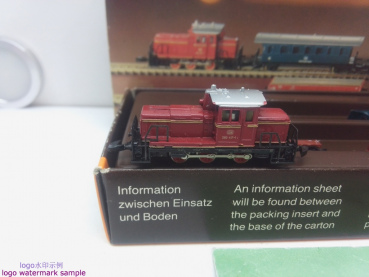 Information
zwischen Einsatz
und Boden
An information sheet
will be found between
the packing insert and
the base of the carton
logo水印示例
logo watermark sample